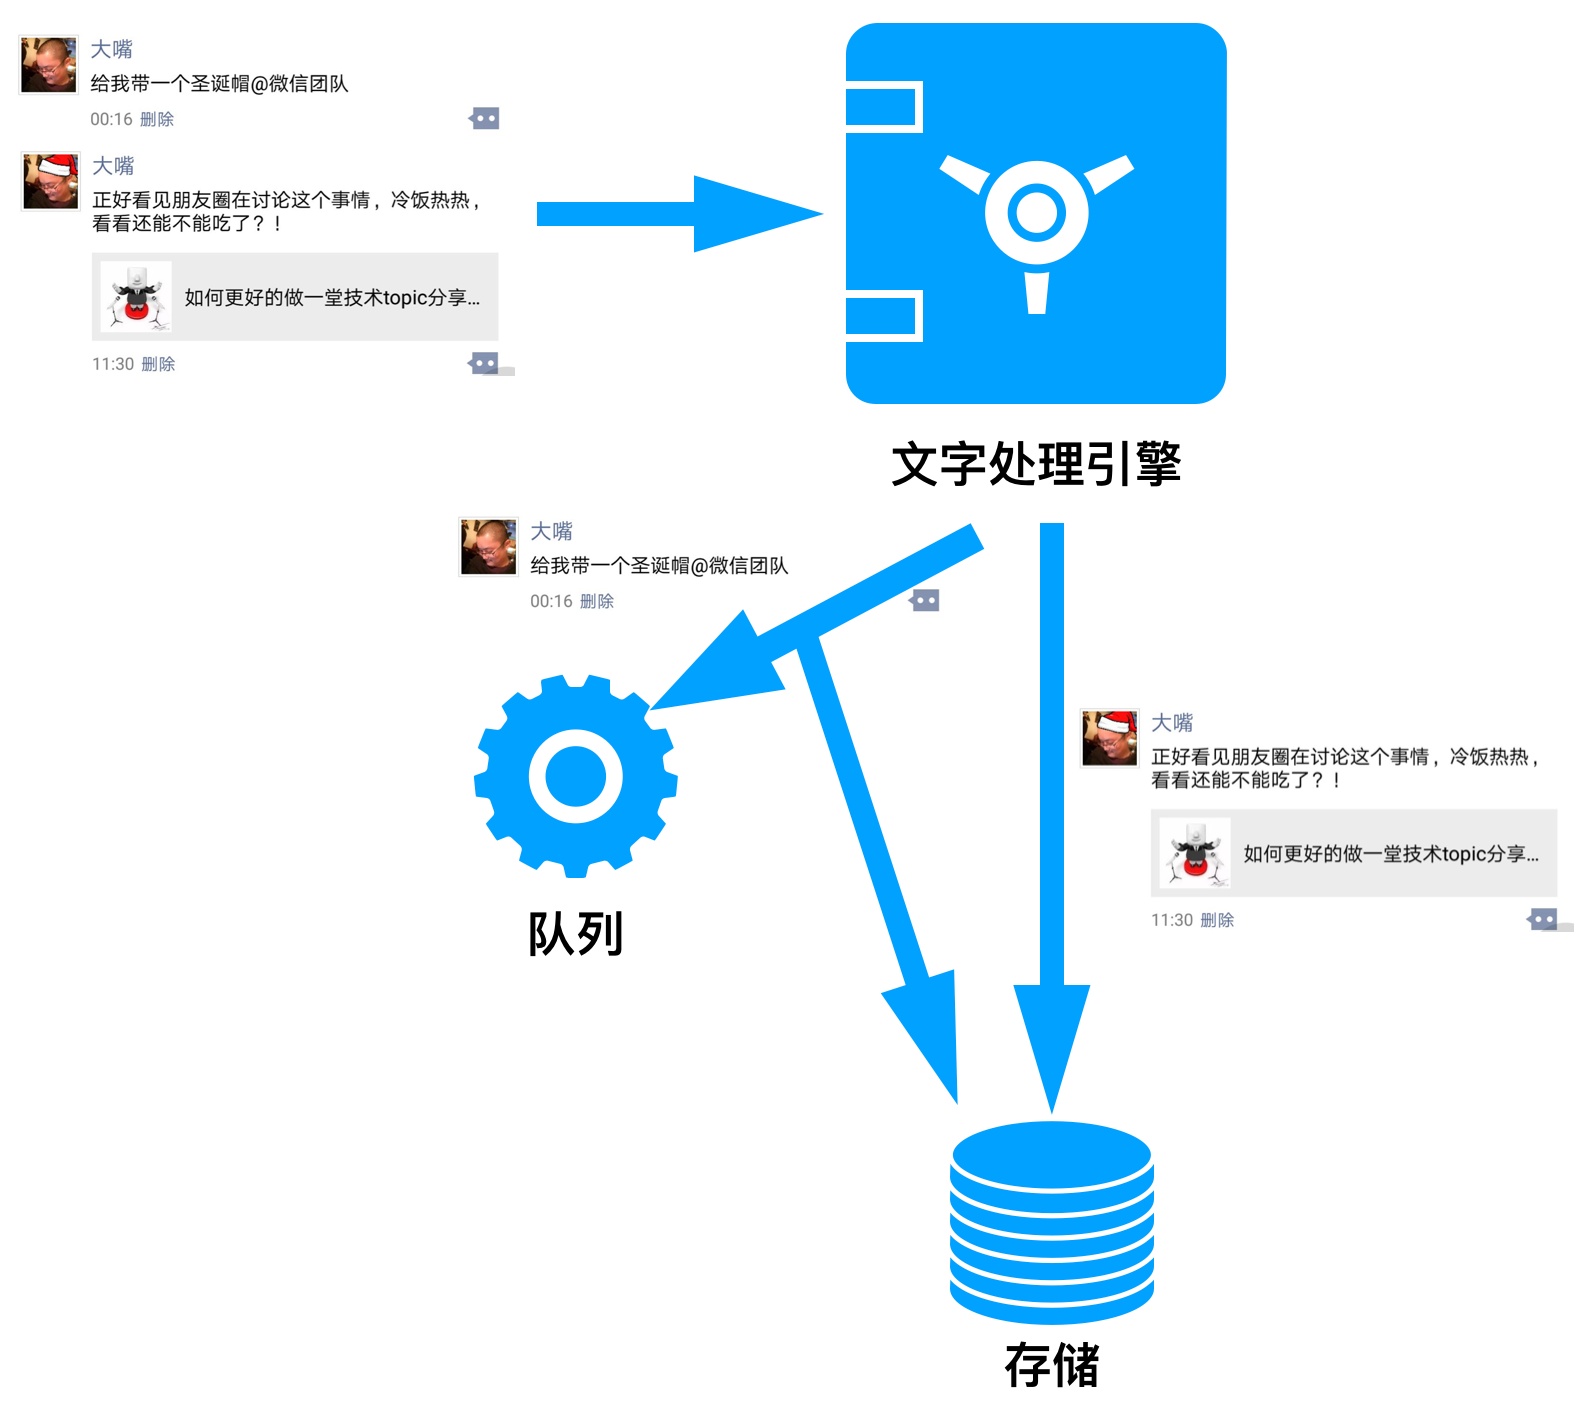 大嘴
给我带一个圣诞帽@微信团队
00:16 删除
大嘴
正好看见朋友圈在讨论这个事情，冷饭热热，
看看还能不能吃了？！
如何更好的做一堂技术topic分享...
11:30 删除
文字处理引擎
大嘴
给我带一个圣诞帽@微信团队
00:16 删除
大嘴
正好看见朋友圈在讨论这个事情，冷饭热热，
看看还能不能吃了？！
如何更好的做一堂技术topic分享...
11:30 删除
队列
存储